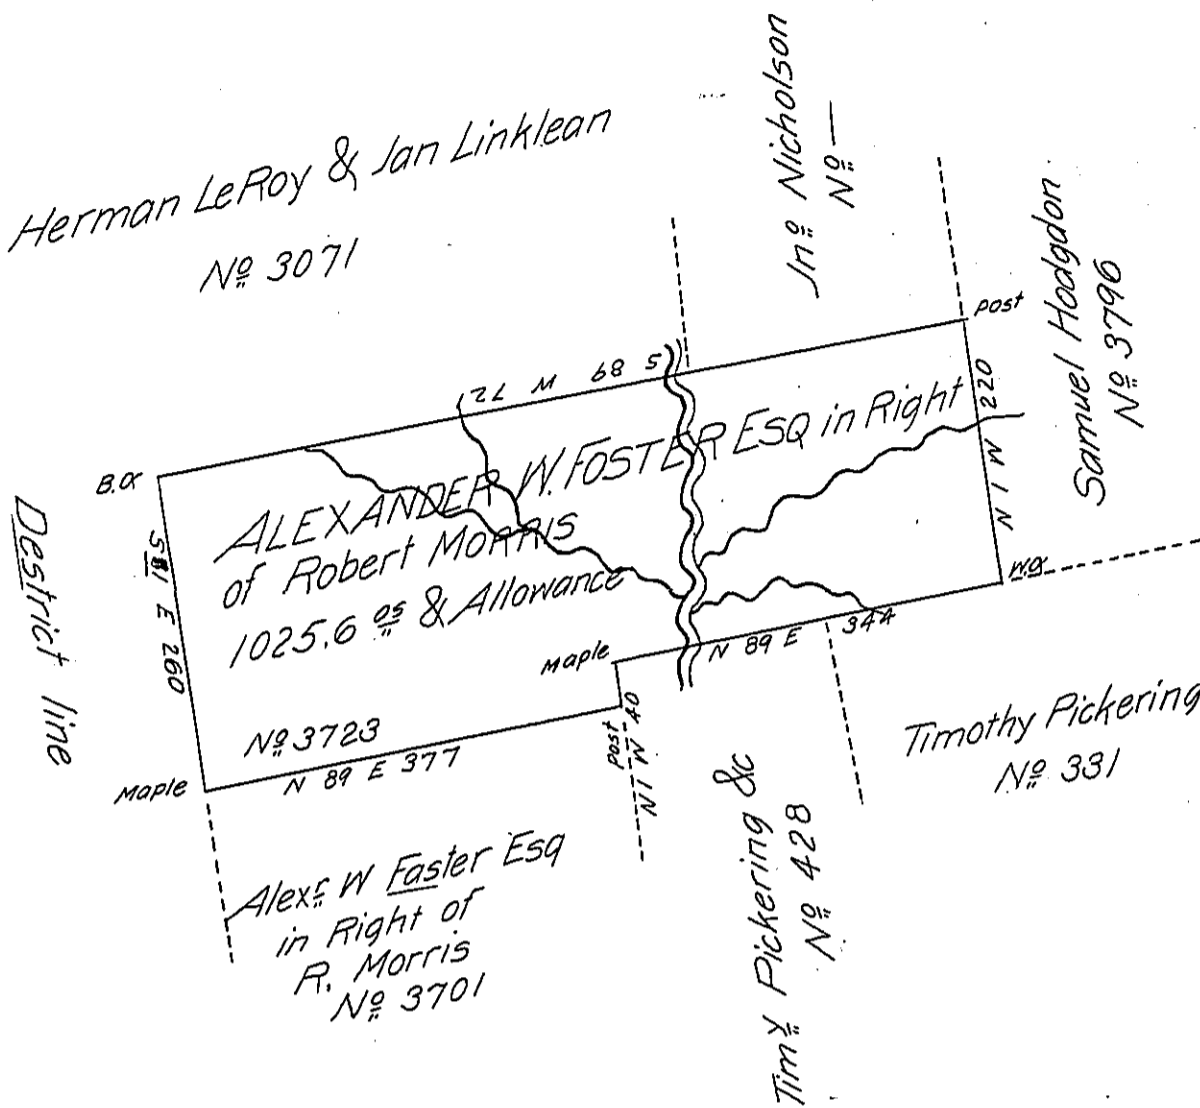 Herman LeRoy & Jan Linklean
Nº 3071
Jnº Nicholson
Nº —
Samuel Hodgdon
Nº 3796
Post
S 89 W 72
N 1 W 220
B.O
ALEXANDER W. FOSTER ESQ in Right
of Robert Morris
1025.6 ps & Allowance
Nº 3723
Destrict line
S 1 E 260
W.O
Maple
N 89 E 344
Post
N 1 W 40
Maple
N 89 E 377
Timothy Pickering
Nº 331
Timy Pickering &c
Nº 428
Alexr W Faster Esq
in Right of
R. Morris
Nº 3701